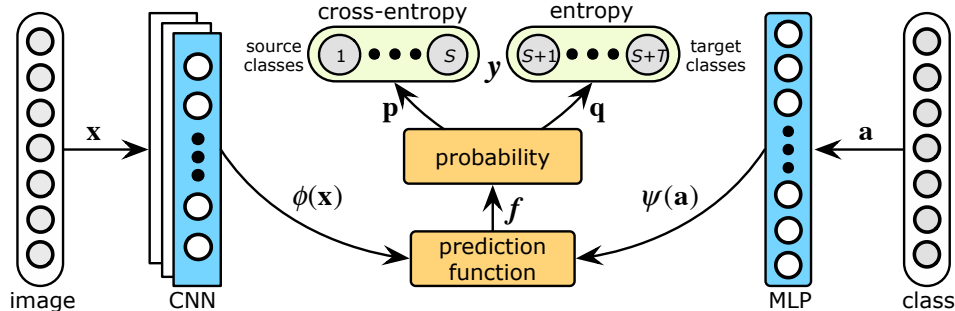 cross-entropy
entropy
source
classes
1
S
y
S+1
S+T
target
classes
p
q
x
a
probability
ϕ(x)
f
ψ(a)
prediction
function
image
CNN
MLP
class